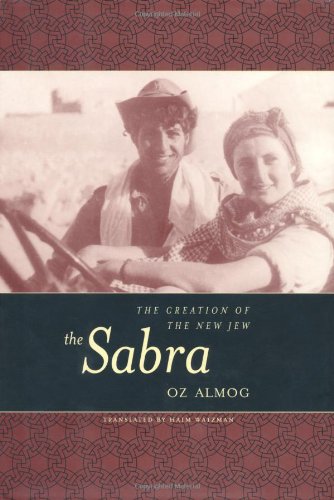 THE CREATION OF
THE NEW JEW
the Sabra
OZ ALMOG
TRANSLATED BY HAIM WATZMAN